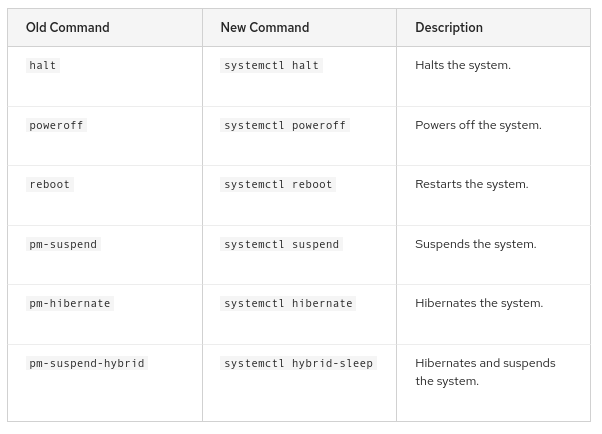 Old Command New Command Description
halt systemctl halt Halts the system.
poweroff systemctl poweroff Powers off the system.
reboot systemctl reboot Restarts the system.
pm-suspend systemctl suspend Suspends the system.
pm-hibernate systemctl hibernate Hibernates the system.
pm-suspend-hybrid systemctl hybrid-sleep Hibernates and suspends
the system.